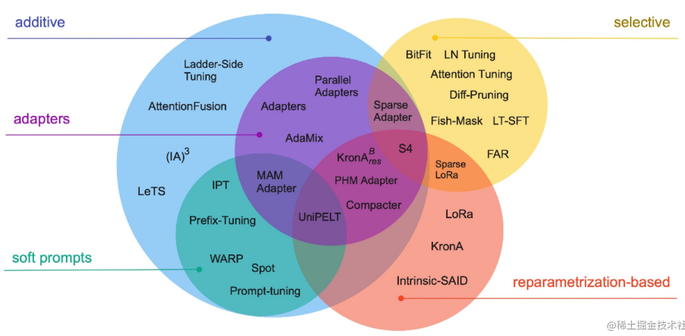 additive
selective
BitFit LN Tuning
Ladder-Side
Tuning
Attention Tuning
Parallel
Adapters
Diff-Pruning
AttentionFusion
Adapters
Sparse
Adapter
adapters
Fish-Mask LT-SFT
AdaMix
(IA)³
KronA^B_res
S4
FAR
MAM
Adapter
PHM Adapter
Sparse
LoRa
LeTS
IPT
Compacter
Prefix-Tuning
UniPELT
LoRa
KronA
soft prompts
WARP
Spot
Intrinsic-SAID
reparametrization-based
Prompt-tuning
@稀土掘金技术社